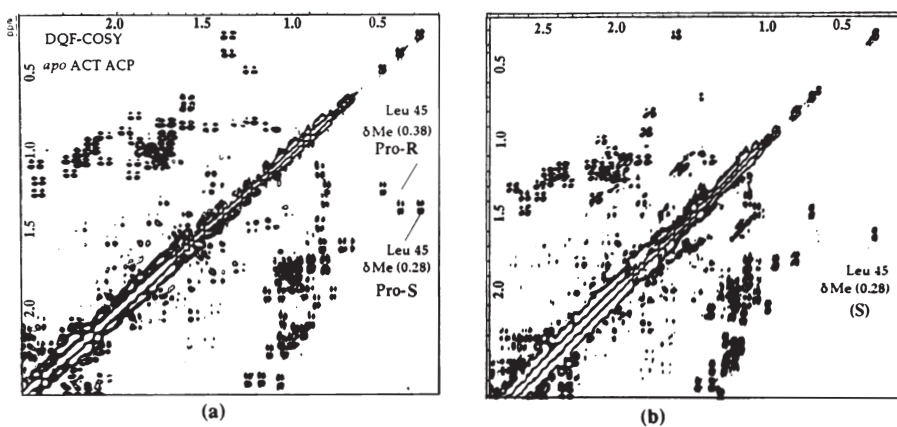 2.0 1.5 1.0 0.5
DQF-COSY
apo ACT ACP
0.5
1.0
1.5
2.0
Leu 45
δ Me (0.38)
Pro-R
Leu 45
δ Me (0.28)
Pro-S
(a)
2.5 2.0 1.0 0.5
0.5
1.0
1.5
2.0
Leu 45
δ Me (0.28)
(S)
(b)